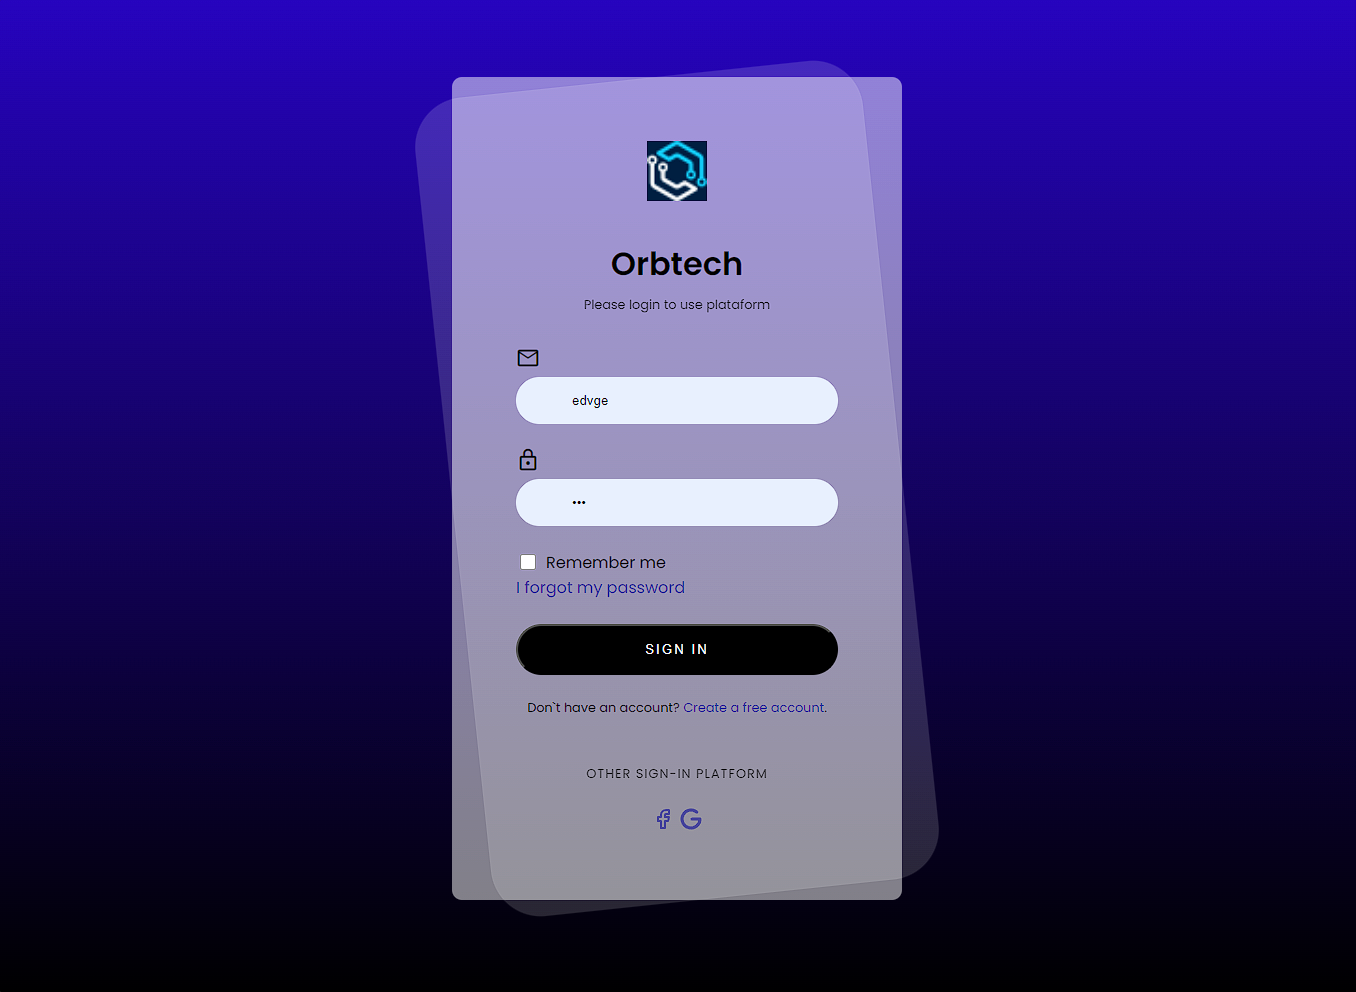 Orbtech
Please login to use plataform
edvge
•••
Remember me
I forgot my password
SIGN IN
Don`t have an account? Create a free account.
OTHER SIGN-IN PLATFORM